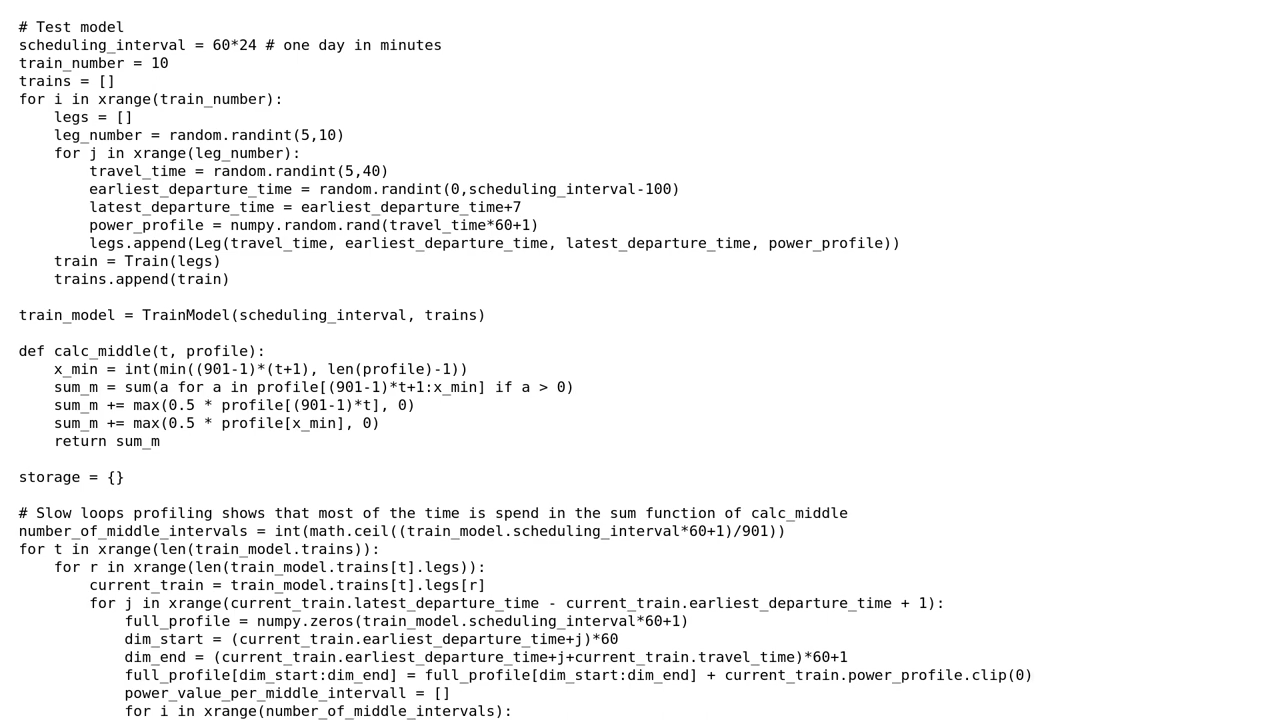 # Test model
scheduling_interval = 60*24 # one day in minutes
train_number = 10
trains = []
for i in xrange(train_number):
    legs = []
    leg_number = random.randint(5,10)
    for j in xrange(leg_number):
        travel_time = random.randint(5,40)
        earliest_departure_time = random.randint(0,scheduling_interval-100)
        latest_departure_time = earliest_departure_time+7
        power_profile = numpy.random.rand(travel_time*60+1)
        legs.append(Leg(travel_time, earliest_departure_time, latest_departure_time, power_profile))
    train = Train(legs)
    trains.append(train)

train_model = TrainModel(scheduling_interval, trains)

def calc_middle(t, profile):
    x_min = int(min((901-1)*(t+1), len(profile)-1))
    sum_m = sum(a for a in profile[(901-1)*t+1:x_min] if a > 0)
    sum_m += max(0.5 * profile[(901-1)*t], 0)
    sum_m += max(0.5 * profile[x_min], 0)
    return sum_m

storage = {}

# Slow loops profiling shows that most of the time is spend in the sum function of calc_middle
number_of_middle_intervals = int(math.ceil((train_model.scheduling_interval*60+1)/901))
for t in xrange(len(train_model.trains)):
    for r in xrange(len(train_model.trains[t].legs)):
        current_train = train_model.trains[t].legs[r]
        for j in xrange(current_train.latest_departure_time - current_train.earliest_departure_time + 1):
            full_profile = numpy.zeros(train_model.scheduling_interval*60+1)
            dim_start = (current_train.earliest_departure_time+j)*60
            dim_end = (current_train.earliest_departure_time+j+current_train.travel_time)*60+1
            full_profile[dim_start:dim_end] = full_profile[dim_start:dim_end] + current_train.power_profile.clip(0)
            power_value_per_middle_intervall = []
            for i in xrange(number_of_middle_intervals):